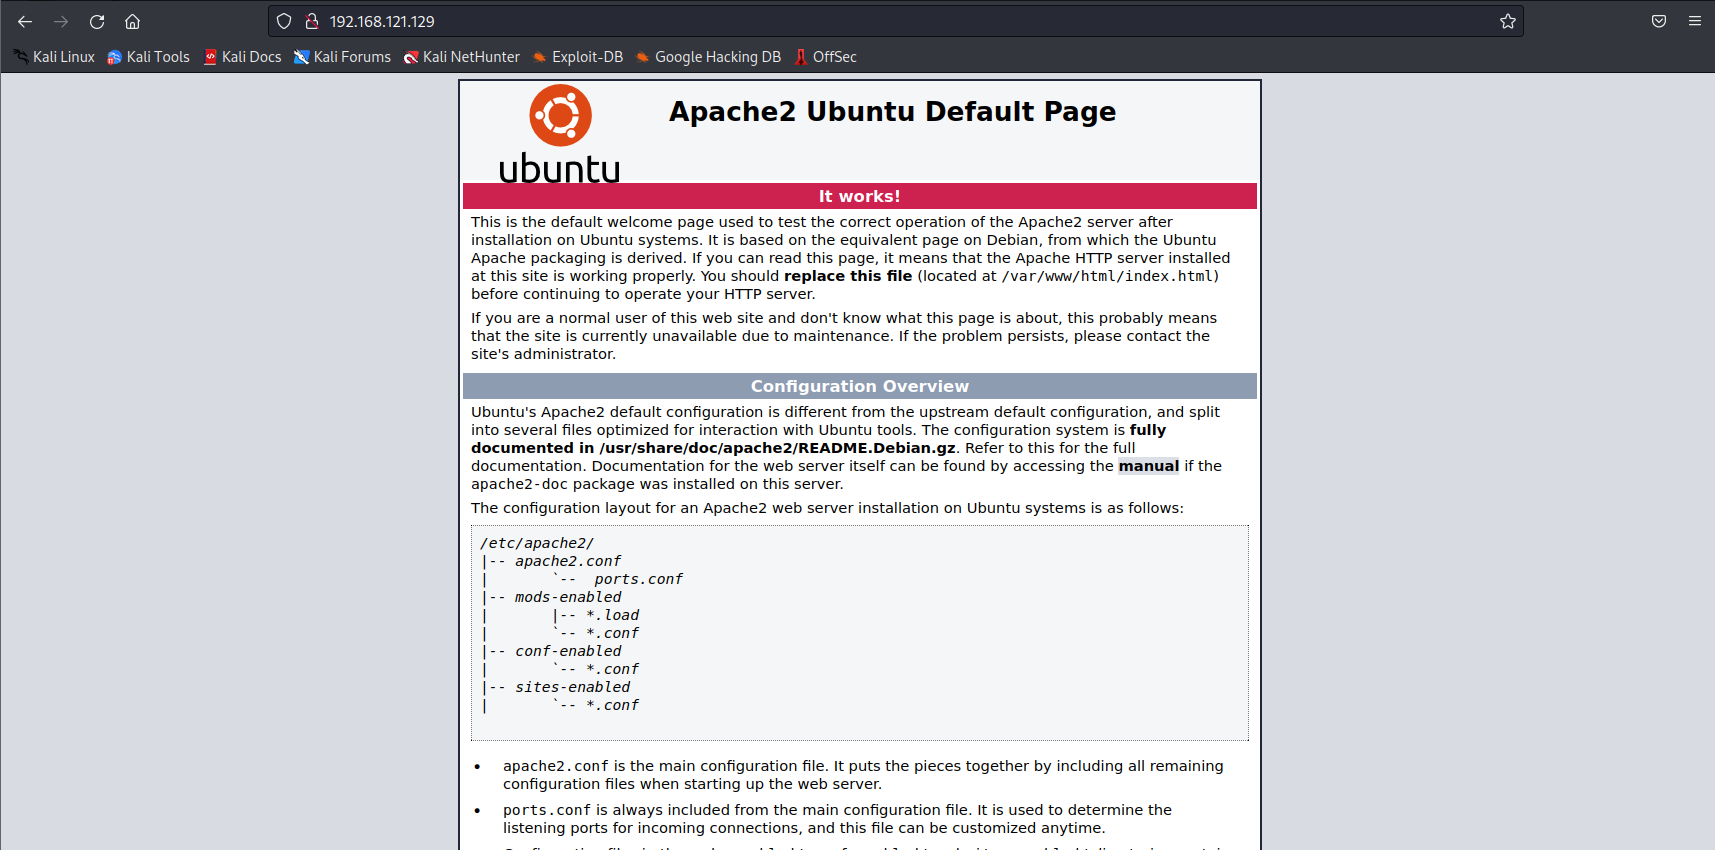 192.168.121.129
Kali Linux Kali Tools Kali Docs Kali Forums Kali NetHunter Exploit-DB Google Hacking DB OffSec
ubuntu
Apache2 Ubuntu Default Page
It works!
This is the default welcome page used to test the correct operation of the Apache2 server after
installation on Ubuntu systems. It is based on the equivalent page on Debian, from which the Ubuntu
Apache packaging is derived. If you can read this page, it means that the Apache HTTP server installed
at this site is working properly. You should replace this file (located at /var/www/html/index.html)
before continuing to operate your HTTP server.
If you are a normal user of this web site and don't know what this page is about, this probably means
that the site is currently unavailable due to maintenance. If the problem persists, please contact the
site's administrator.
Configuration Overview
Ubuntu's Apache2 default configuration is different from the upstream default configuration, and split
into several files optimized for interaction with Ubuntu tools. The configuration system is fully
documented in /usr/share/doc/apache2/README.Debian.gz. Refer to this for the full
documentation. Documentation for the web server itself can be found by accessing the manual if the
apache2-doc package was installed on this server.
The configuration layout for an Apache2 web server installation on Ubuntu systems is as follows:
/etc/apache2/
|-- apache2.conf
|       `--  ports.conf
|-- mods-enabled
|       |-- *.load
|       `-- *.conf
|-- conf-enabled
|       `-- *.conf
|-- sites-enabled
|       `-- *.conf
• apache2.conf is the main configuration file. It puts the pieces together by including all remaining
configuration files when starting up the web server.
• ports.conf is always included from the main configuration file. It is used to determine the
listening ports for incoming connections, and this file can be customized anytime.